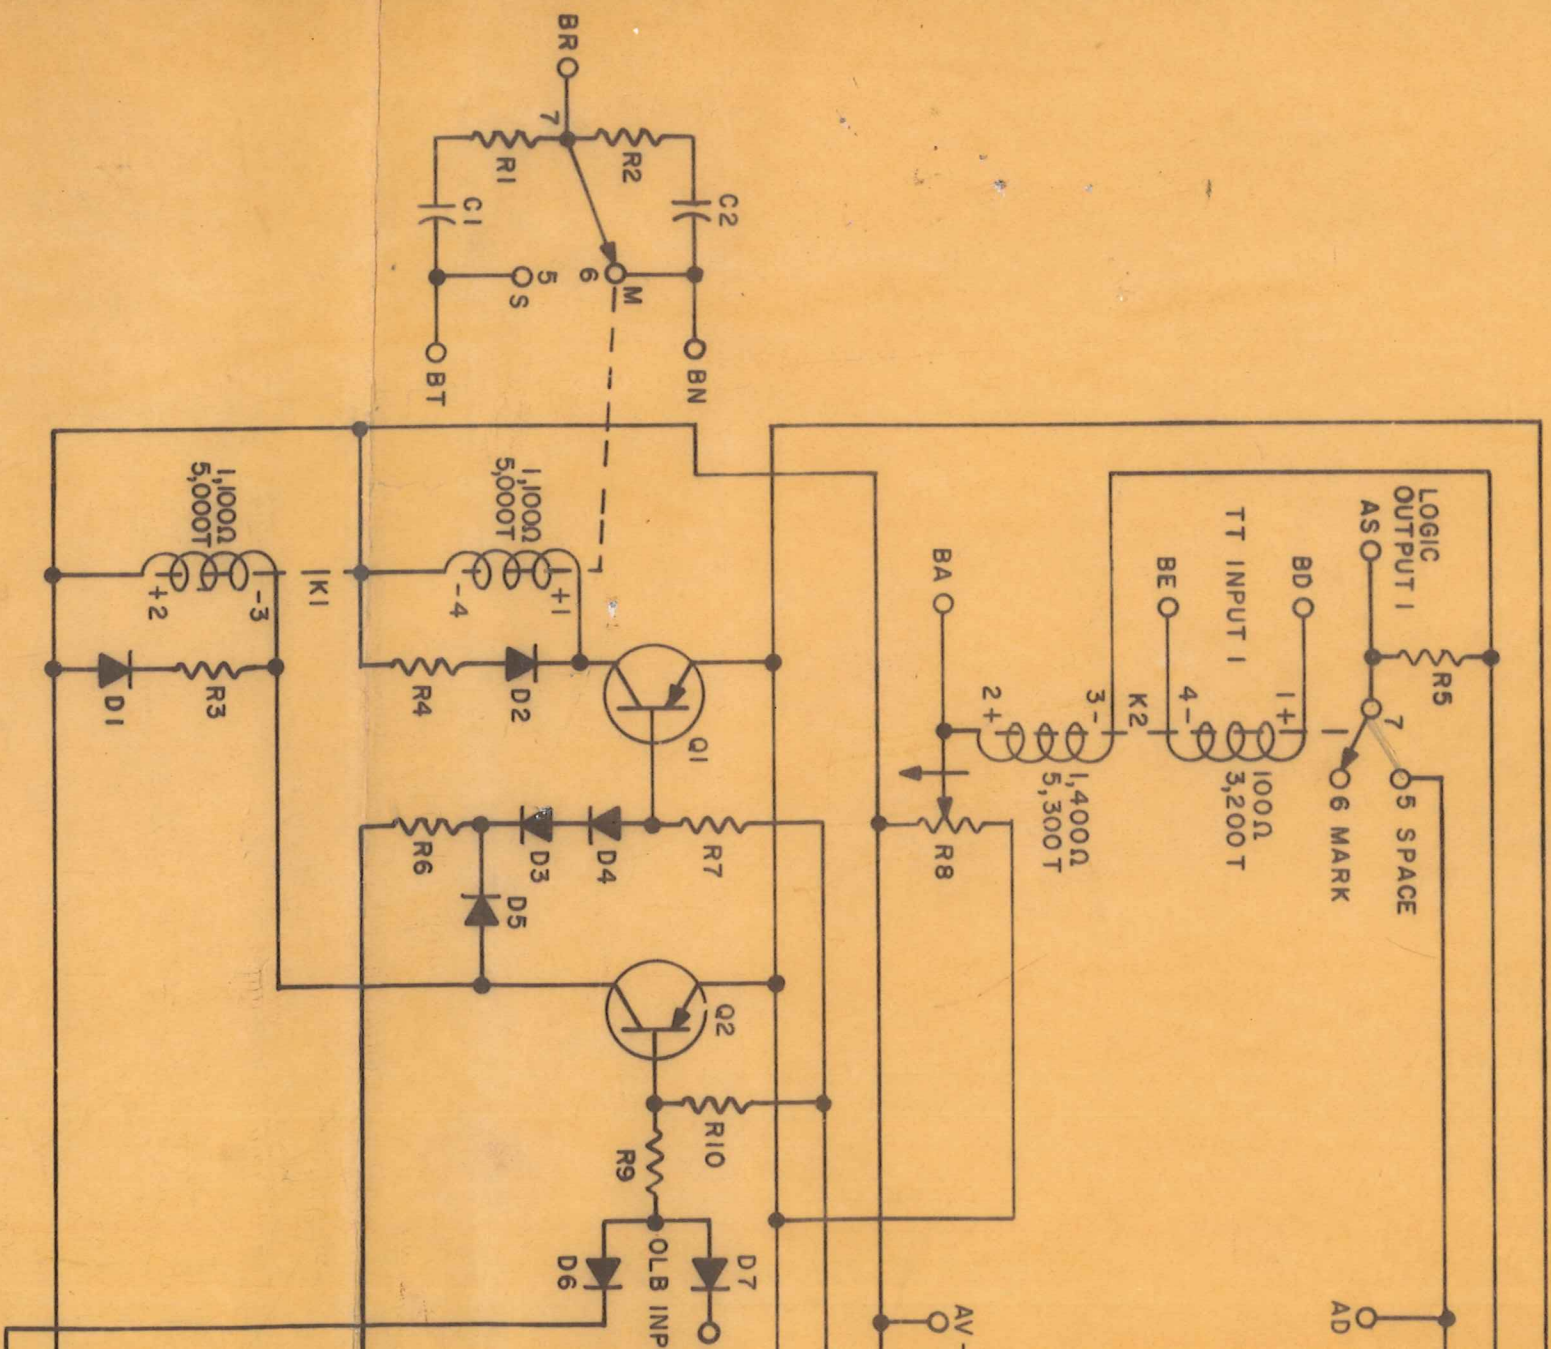 BR
7
R1
R2
C1
C2
5
S
6
M
BT
BN
1,100Ω
5,000T
+2
-3
K1
1,100Ω
5,000T
-4
+1
D1
R3
R4
D2
Q1
R6
D3
D4
R7
D5
Q2
R10
R9
D6
D7
OLB INP
LOGIC
OUTPUT 1
AS
TT INPUT 1
BD
BE
BA
R5
7
5 SPACE
6 MARK
1+
4-
K2
3-
2+
100Ω
3,200T
1,400Ω
5,300T
R8
AV
AD